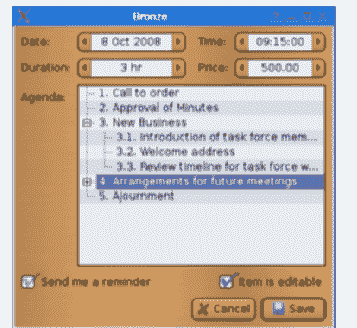 Bronze
Date: 8 Oct 2008 Time: 09:15:00
Duration: 3 hr Price: 500.00
Agenda:
1. Call to order
2. Approval of Minutes
3. New Business
3.1. Introduction of task force mem...
3.2. Welcome address
3.3. Review timeline for task force w...
4. Arrangements for future meetings
5. Ajournment
Send me a reminder Item is editable
Cancel Save